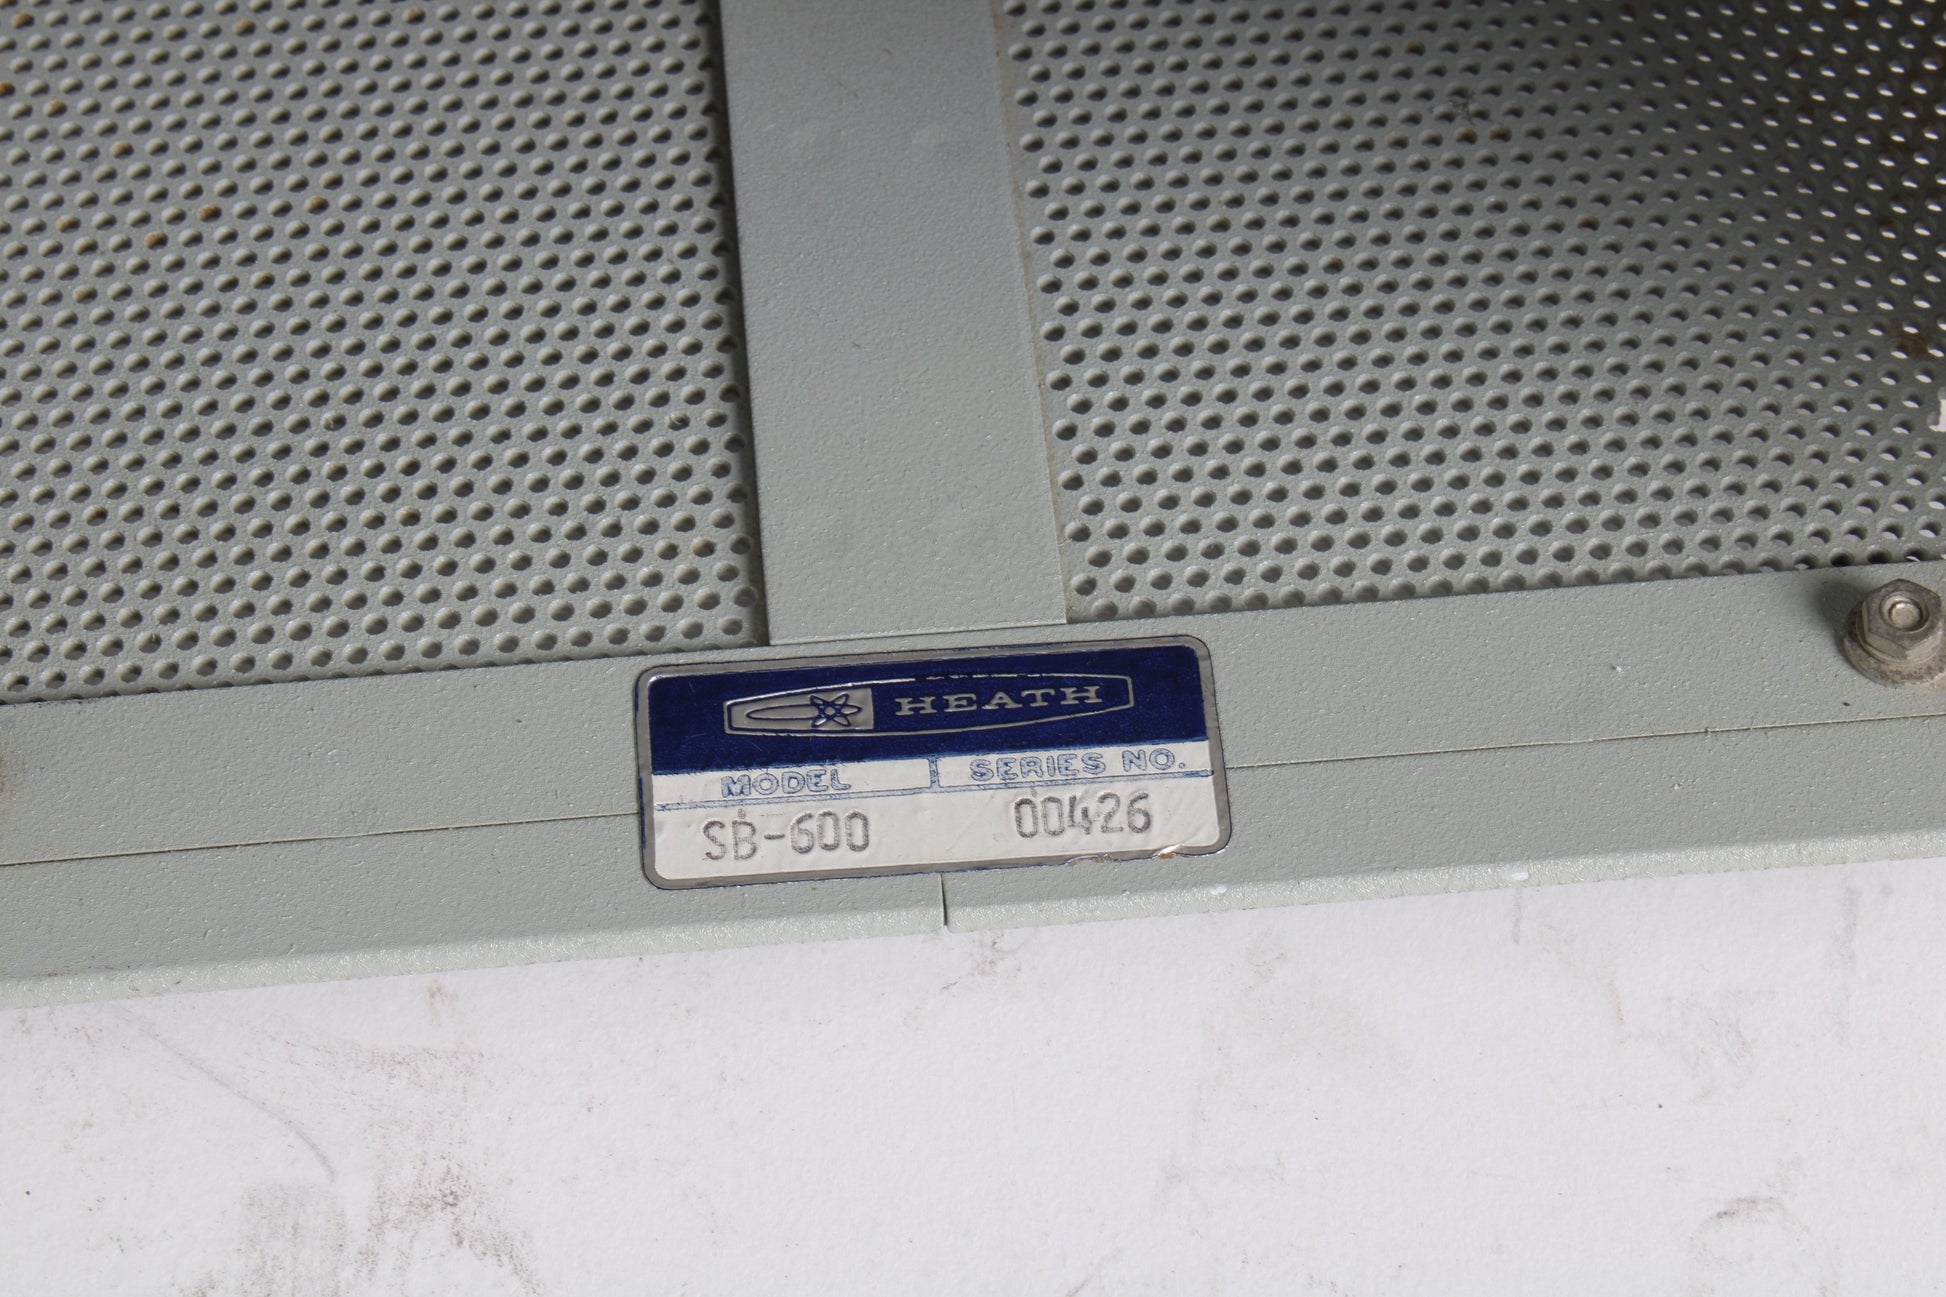 HEATH
MODEL SERIES NO.
SB-600 00426